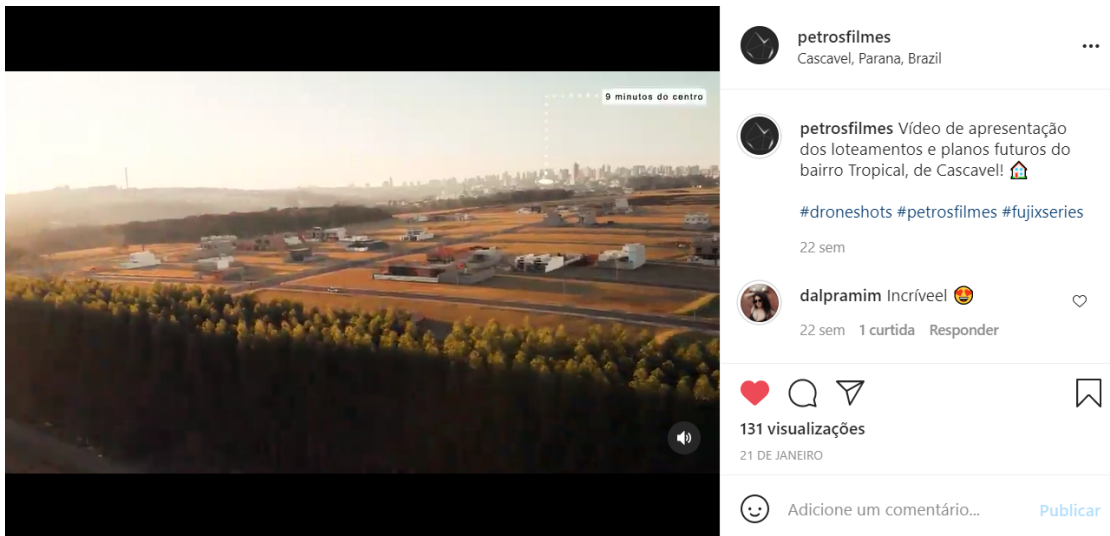 9 minutos do centro
petrosfilmes
Cascavel, Parana, Brazil
petrosfilmes Vídeo de apresentação
dos loteamentos e planos futuros do
bairro Tropical, de Cascavel! 🏠
#droneshots #petrosfilmes #fujixseries
22 sem
dalpramim Incríveel 😍
22 sem 1 curtida Responder
131 visualizações
21 DE JANEIRO
Adicione um comentário... Publicar